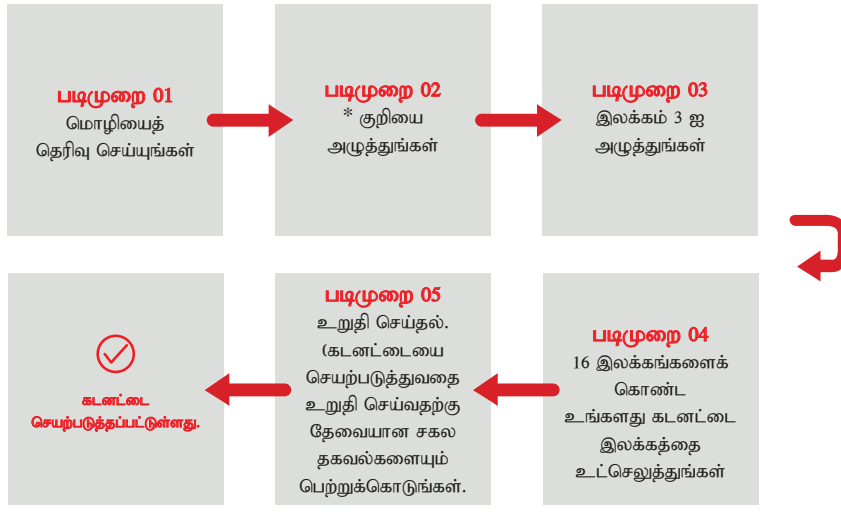 படிமுறை 01
மொழியைத்
தெரிவு செய்யுங்கள்
படிமுறை 02
* குறியை
அழுத்துங்கள்
படிமுறை 03
இலக்கம் 3 ஐ
அழுத்துங்கள்
படிமுறை 04
16 இலக்கங்களைக்
கொண்ட
உங்களது கடனட்டை
இலக்கத்தை
உட்செலுத்துங்கள்
படிமுறை 05
உறுதி செய்தல்.
(கடனட்டையை
செயற்படுத்துவதை
உறுதி செய்வதற்கு
தேவையான சகல
தகவல்களையும்
பெற்றுக்கொடுங்கள்.
கடனட்டை
செயற்படுத்தப்பட்டுள்ளது.